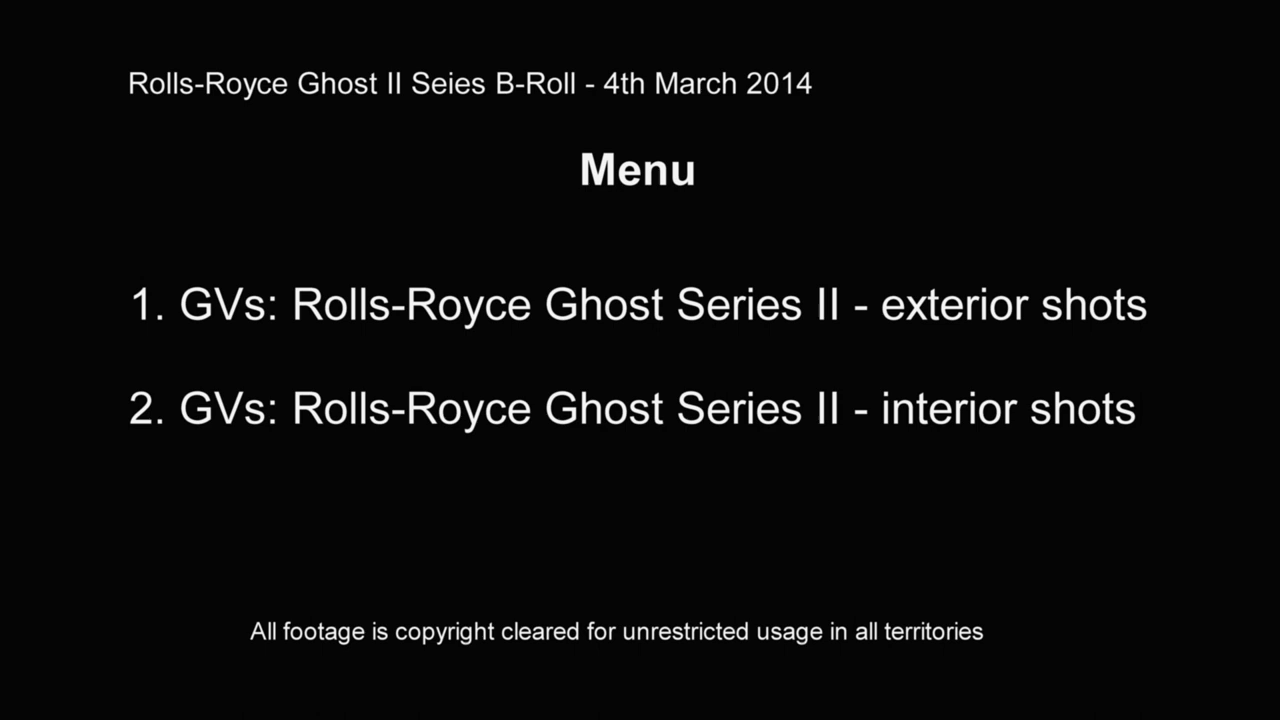 Rolls-Royce Ghost II Seies B-Roll - 4th March 2014
Menu
1. GVs: Rolls-Royce Ghost Series II - exterior shots
2. GVs: Rolls-Royce Ghost Series II - interior shots
All footage is copyright cleared for unrestricted usage in all territories